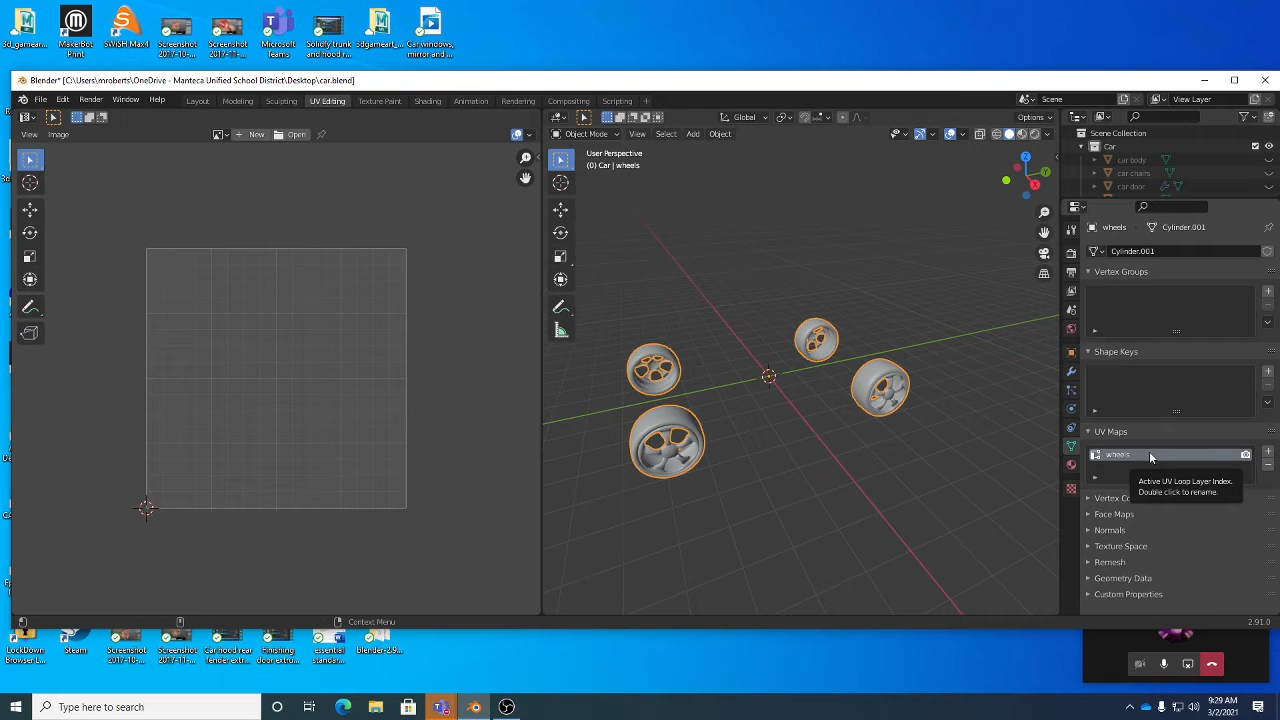 3d_gamear...
MakerBot Print
SWiSH Max4
Screenshot 2017-10-...
Screenshot 2017-11-...
Microsoft Teams
Solidify trunk and hood r...
3dgameart_...
Car windows, mirror and ...
Blender* [C:\Users\mroberts\OneDrive - Manteca Unified School District\Desktop\car.blend]
File Edit Render Window Help
Layout Modeling Sculpting UV Editing Texture Paint Shading Animation Rendering Compositing Scripting +
Scene
View Layer
Global
Options
View Image
New
Open
Object Mode
View Select Add Object
Scene Collection
Car
car body
car chairs
car door
User Perspective
(0) Car | wheels
X
Y
Z
wheels
Cylinder.001
Cylinder.001
Vertex Groups
Shape Keys
UV Maps
wheels
Active UV Loop Layer Index.
Double click to rename.
Vertex Co
Face Maps
Normals
Texture Space
Remesh
Geometry Data
Custom Properties
Context Menu
2.91.0
LockDown Browser L...
Steam
Screenshot 2017-10-...
Screenshot 2017-11-...
Car hood rear fender extr...
Finishing door extru...
essential standar...
blender-2.9...
Type here to search
9:29 AM
3/2/2021